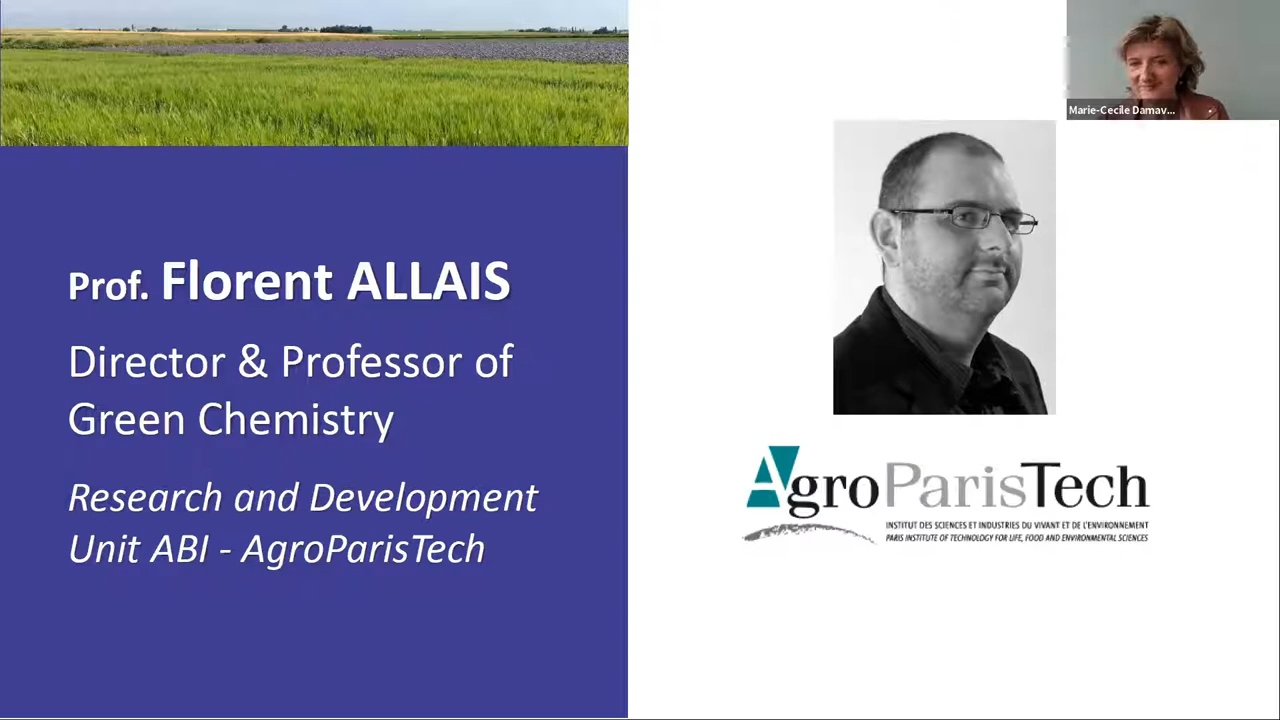 Marie-Cecile Damav...
Prof. Florent ALLAIS
Director & Professor of
Green Chemistry
Research and Development
Unit ABI - AgroParisTech
AgroParisTech
INSTITUT DES SCIENCES ET INDUSTRIES DU VIVANT ET DE L'ENVIRONNEMENT
PARIS INSTITUTE OF TECHNOLOGY FOR LIFE, FOOD AND ENVIRONMENTAL SCIENCES